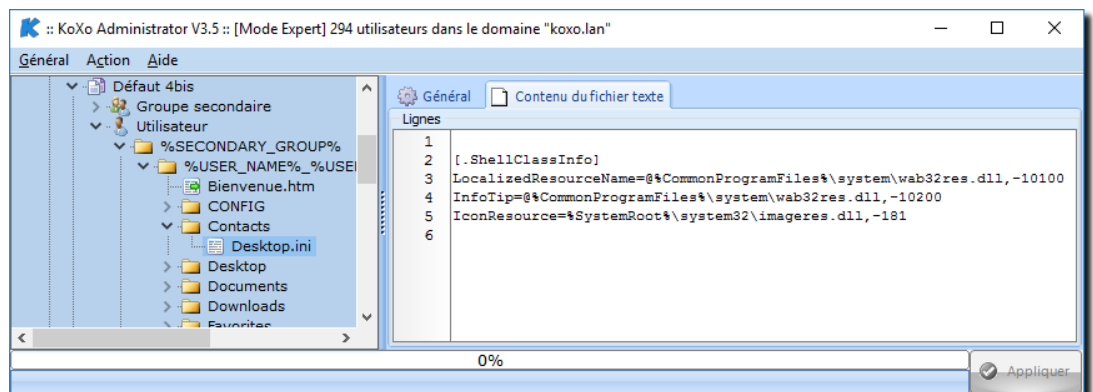 :: KoXo Administrator V3.5 :: [Mode Expert] 294 utilisateurs dans le domaine "koxo.lan"
Général Action Aide
Défaut 4bis
Groupe secondaire
Utilisateur
%SECONDARY_GROUP%
%USER_NAME%_%USE
Bienvenue.htm
CONFIG
Contacts
Desktop.ini
Desktop
Documents
Downloads
Favorites
Général Contenu du fichier texte
Lignes
1
2 [.ShellClassInfo]
3 LocalizedResourceName=@%CommonProgramFiles%\system\wab32res.dll,-10100
4 InfoTip=@%CommonProgramFiles%\system\wab32res.dll,-10200
5 IconResource=%SystemRoot%\system32\imageres.dll,-181
6
0%
Appliquer